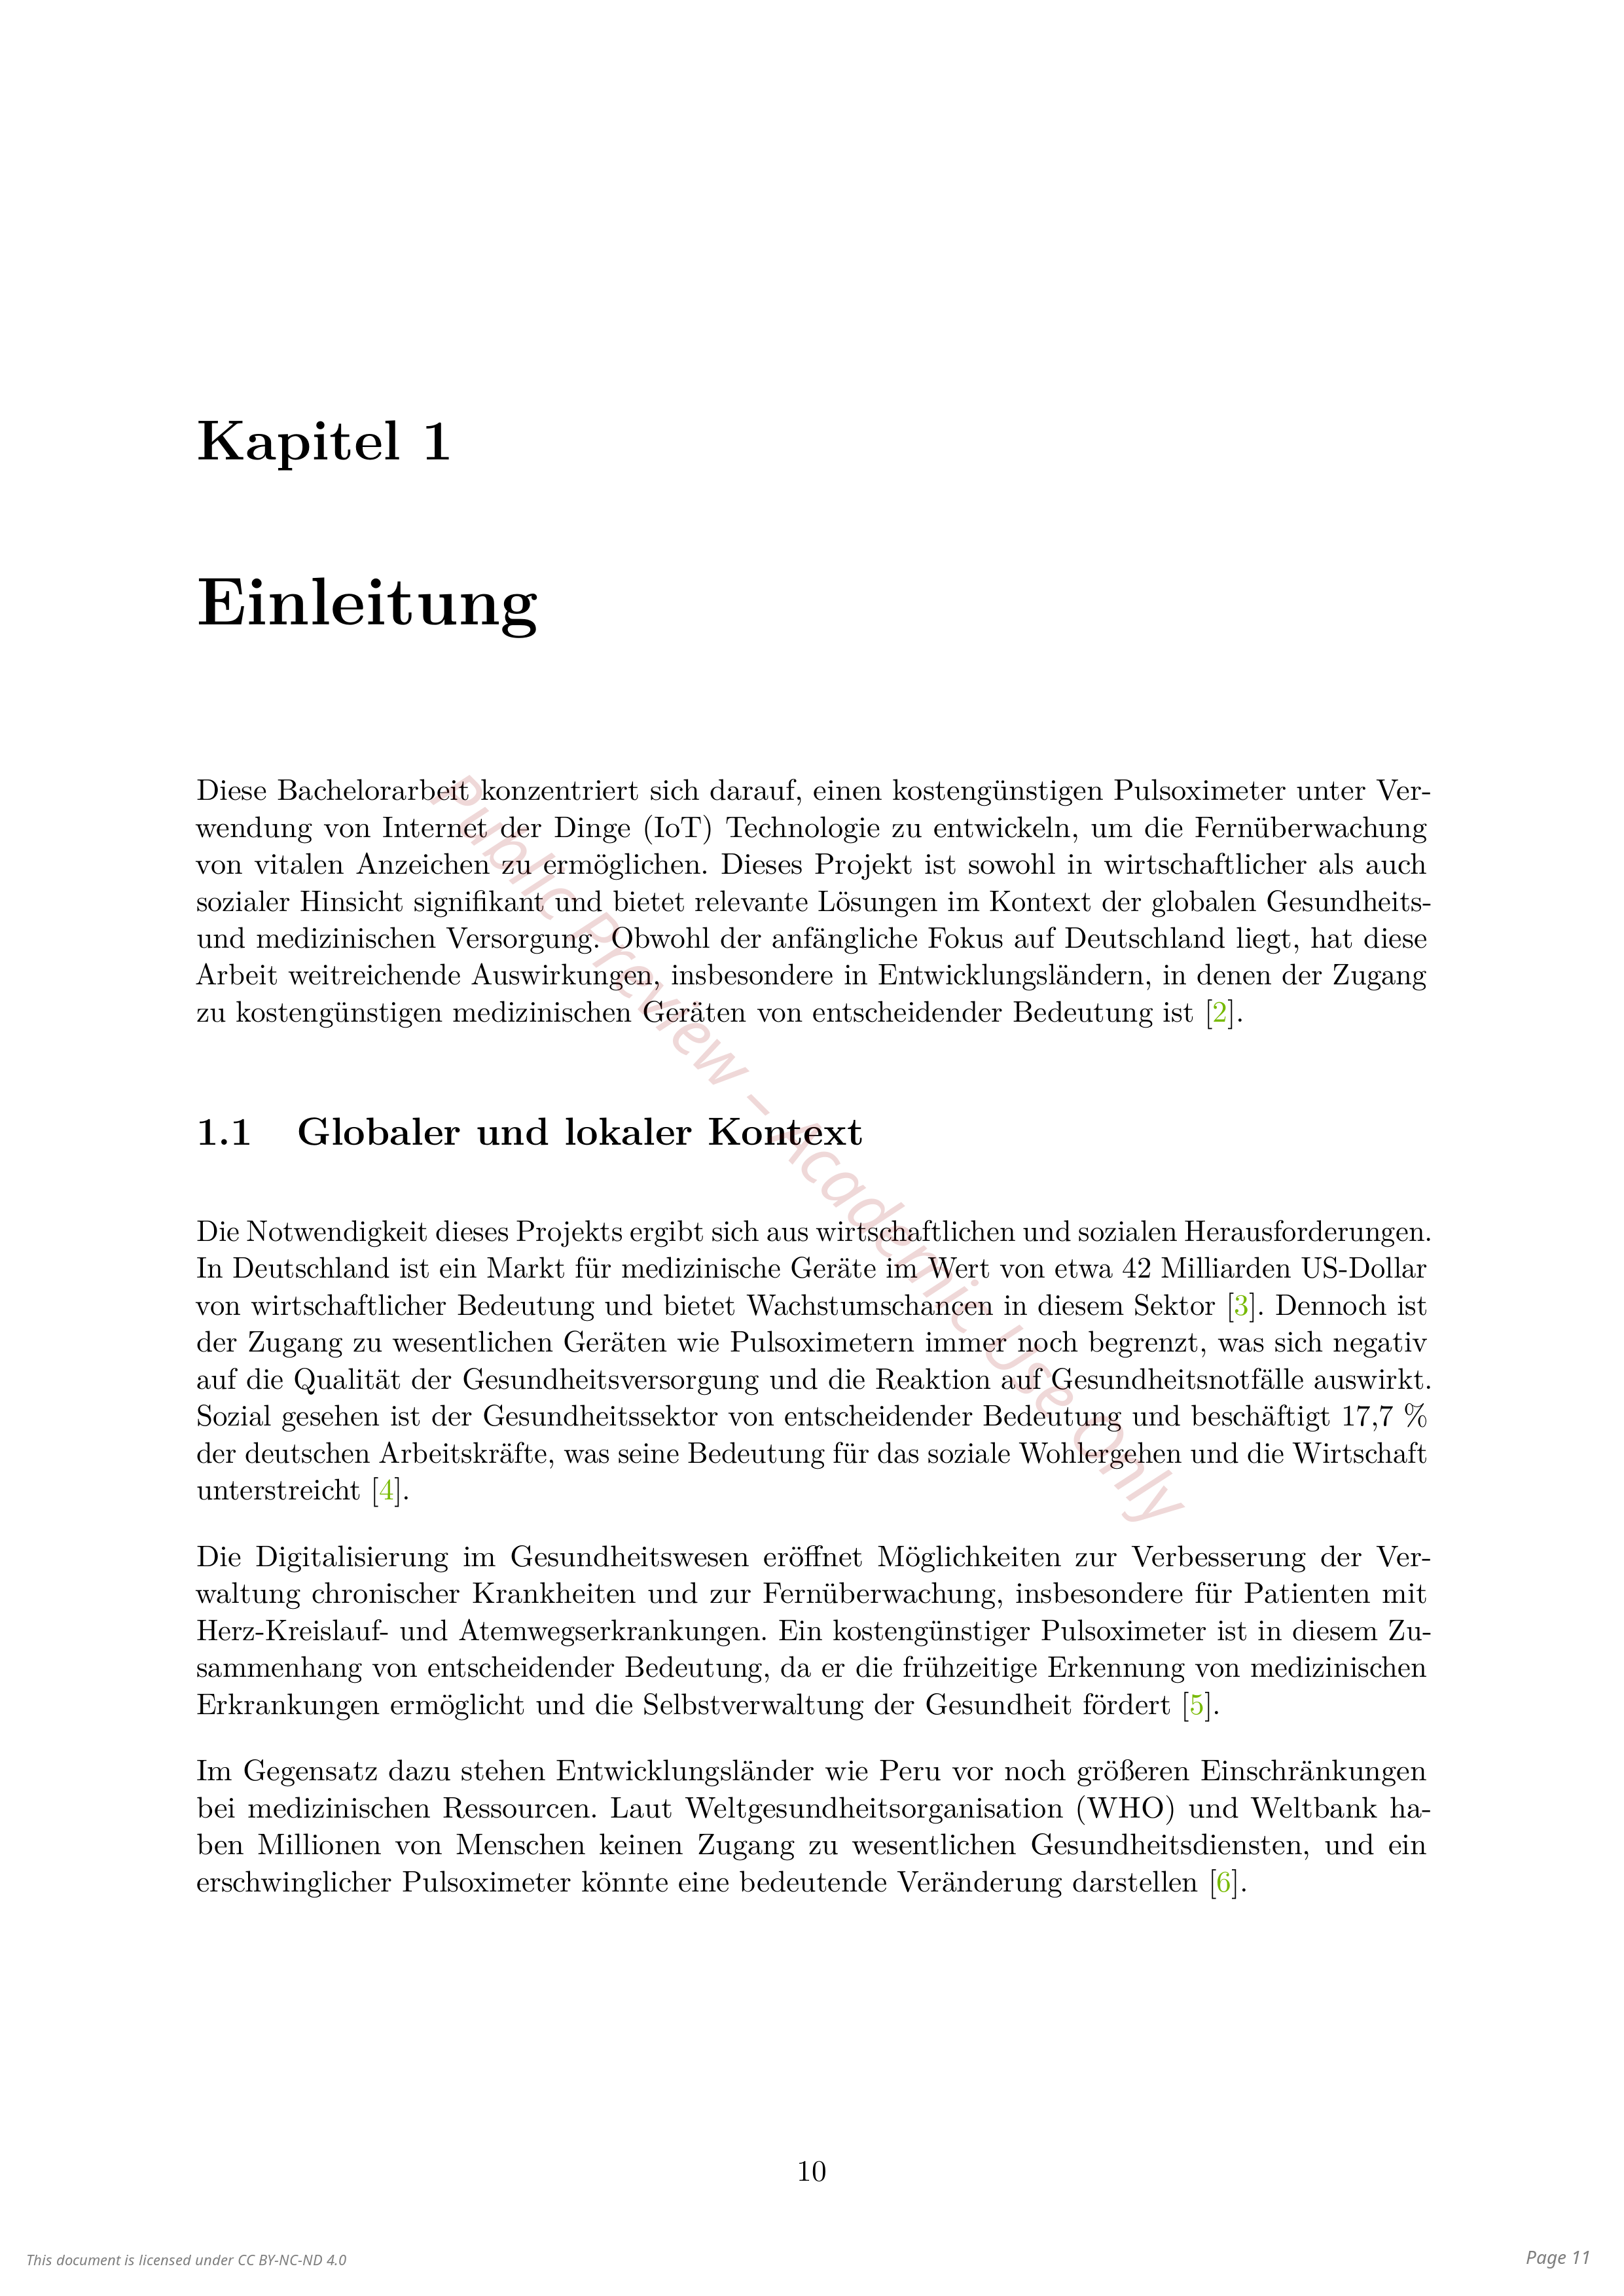 Kapitel 1
Einleitung
Diese Bachelorarbeit konzentriert sich darauf, einen kostengünstigen Pulsoximeter unter Ver-
wendung von Internet der Dinge (IoT) Technologie zu entwickeln, um die Fernüberwachung
von vitalen Anzeichen zu ermöglichen. Dieses Projekt ist sowohl in wirtschaftlicher als auch
sozialer Hinsicht signifikant und bietet relevante Lösungen im Kontext der globalen Gesundheits-
und medizinischen Versorgung. Obwohl der anfängliche Fokus auf Deutschland liegt, hat diese
Arbeit weitreichende Auswirkungen, insbesondere in Entwicklungsländern, in denen der Zugang
zu kostengünstigen medizinischen Geräten von entscheidender Bedeutung ist [2].
1.1 Globaler und lokaler Kontext
Die Notwendigkeit dieses Projekts ergibt sich aus wirtschaftlichen und sozialen Herausforderungen.
In Deutschland ist ein Markt für medizinische Geräte im Wert von etwa 42 Milliarden US-Dollar
von wirtschaftlicher Bedeutung und bietet Wachstumschancen in diesem Sektor [3]. Dennoch ist
der Zugang zu wesentlichen Geräten wie Pulsoximetern immer noch begrenzt, was sich negativ
auf die Qualität der Gesundheitsversorgung und die Reaktion auf Gesundheitsnotfälle auswirkt.
Sozial gesehen ist der Gesundheitssektor von entscheidender Bedeutung und beschäftigt 17,7 %
der deutschen Arbeitskräfte, was seine Bedeutung für das soziale Wohlergehen und die Wirtschaft
unterstreicht [4].
Die Digitalisierung im Gesundheitswesen eröffnet Möglichkeiten zur Verbesserung der Ver-
waltung chronischer Krankheiten und zur Fernüberwachung, insbesondere für Patienten mit
Herz-Kreislauf- und Atemwegserkrankungen. Ein kostengünstiger Pulsoximeter ist in diesem Zu-
sammenhang von entscheidender Bedeutung, da er die frühzeitige Erkennung von medizinischen
Erkrankungen ermöglicht und die Selbstverwaltung der Gesundheit fördert [5].
Im Gegensatz dazu stehen Entwicklungsländer wie Peru vor noch größeren Einschränkungen
bei medizinischen Ressourcen. Laut Weltgesundheitsorganisation (WHO) und Weltbank ha-
ben Millionen von Menschen keinen Zugang zu wesentlichen Gesundheitsdiensten, und ein
erschwinglicher Pulsoximeter könnte eine bedeutende Veränderung darstellen [6].
Public Preview – Academic Use Only
10
This document is licensed under CC BY-NC-ND 4.0
Page 11